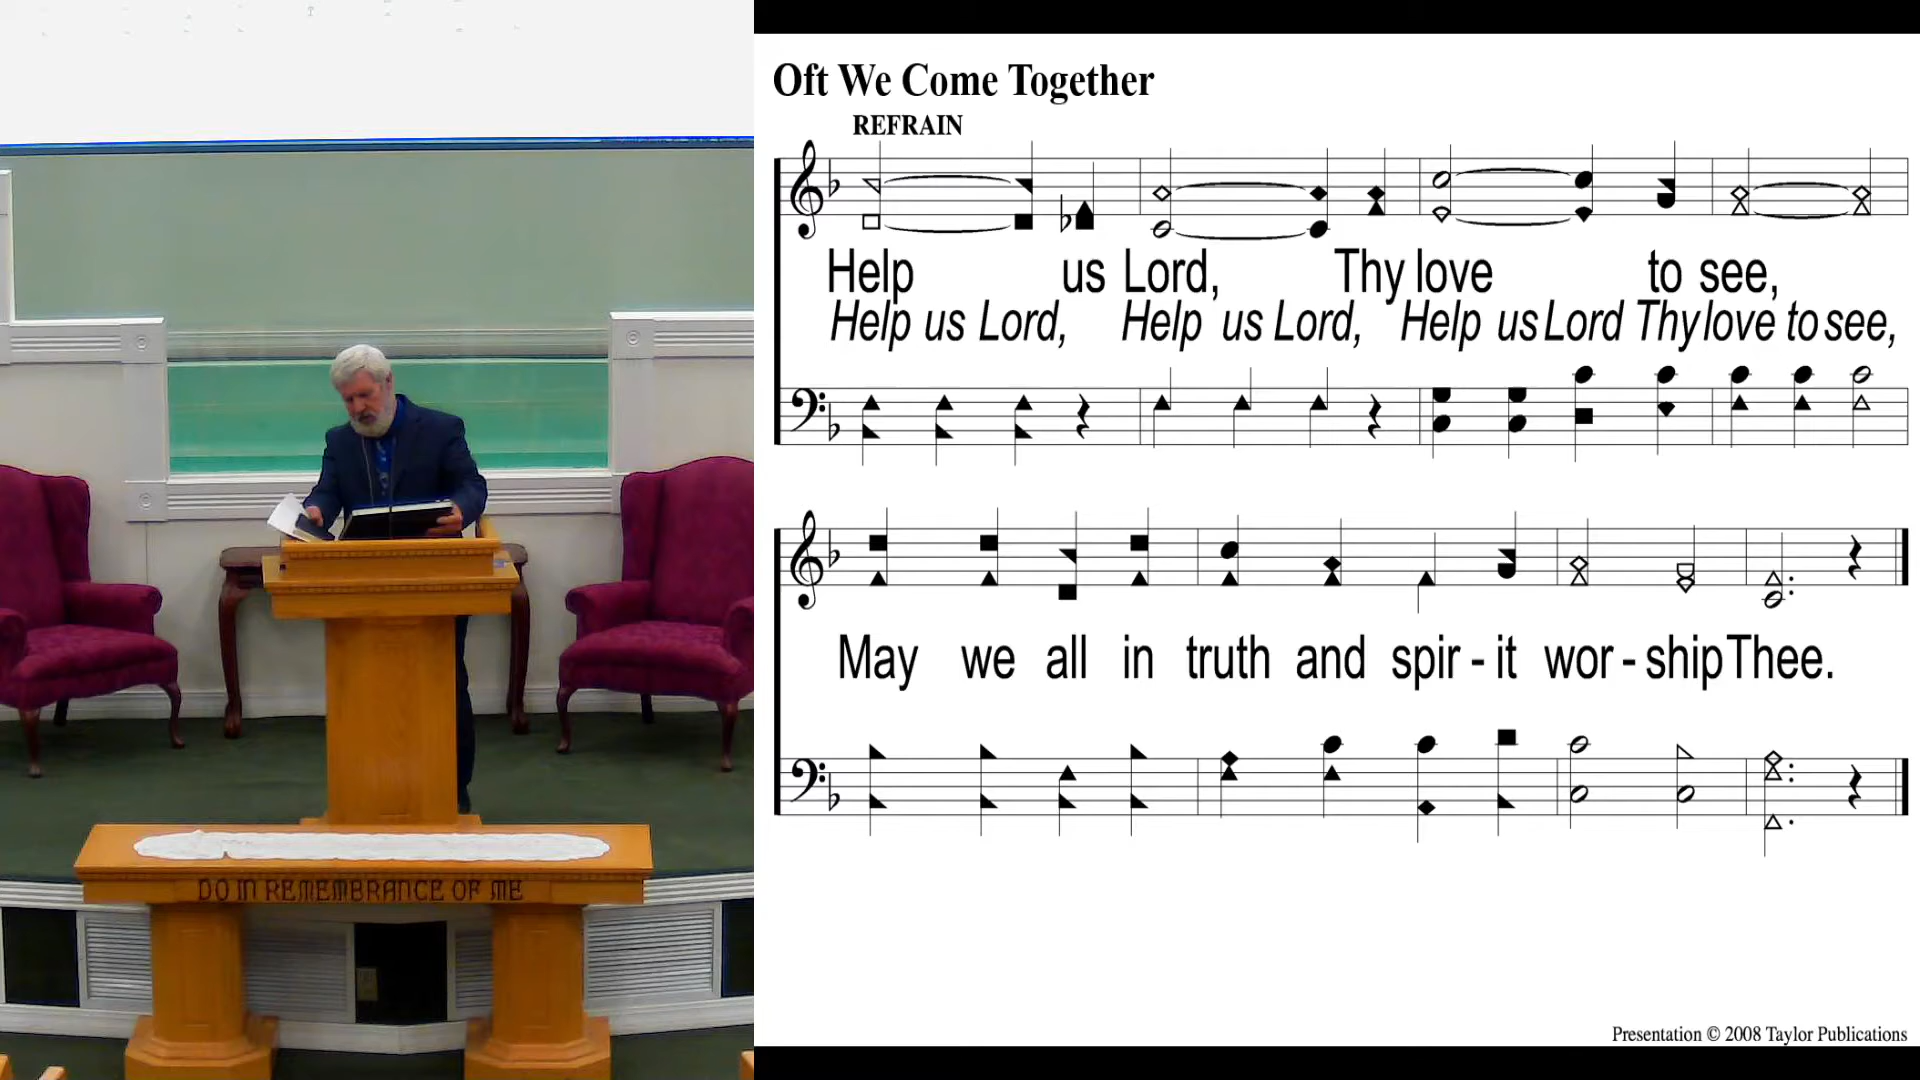 Oft We Come Together
REFRAIN
Help us Lord, Thy love to see,
Help us Lord, Help us Lord, Help us Lord Thy love to see,
May we all in truth and spir - it wor - ship Thee.
DO IN REMEMBRANCE OF ME
Presentation © 2008 Taylor Publications